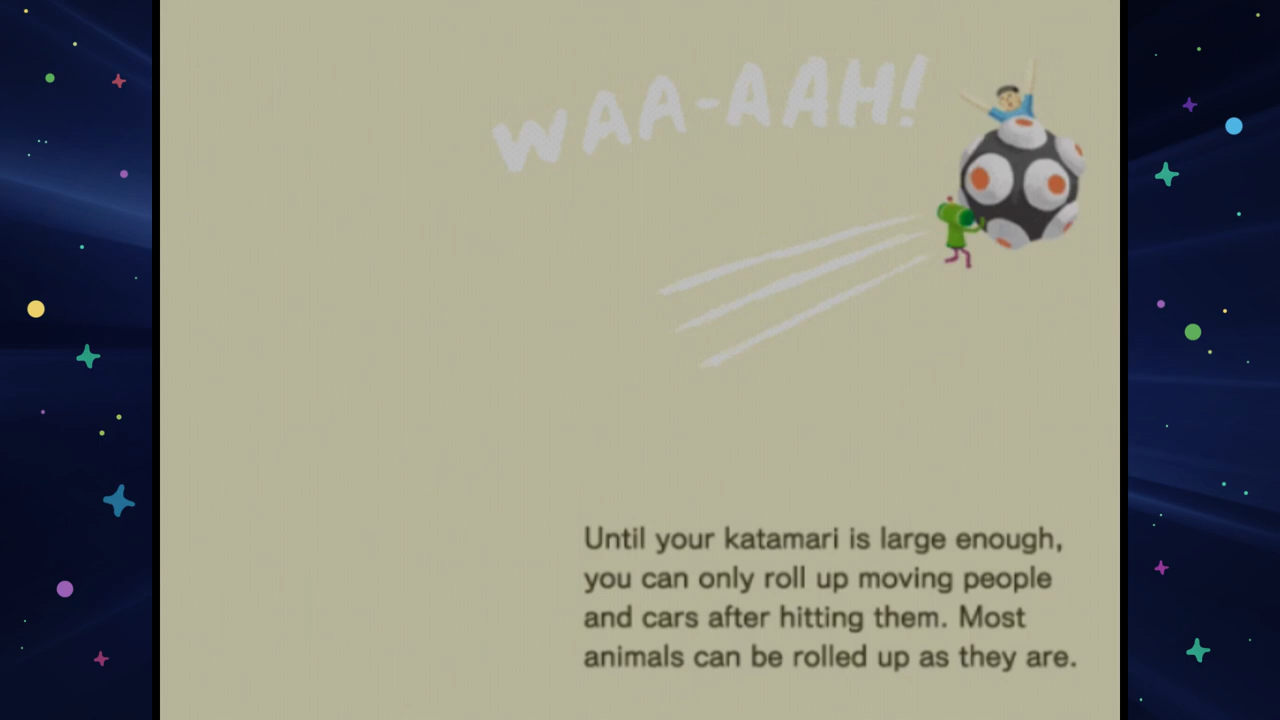 WAA-AAH!
Until your katamari is large enough,
you can only roll up moving people
and cars after hitting them. Most
animals can be rolled up as they are.